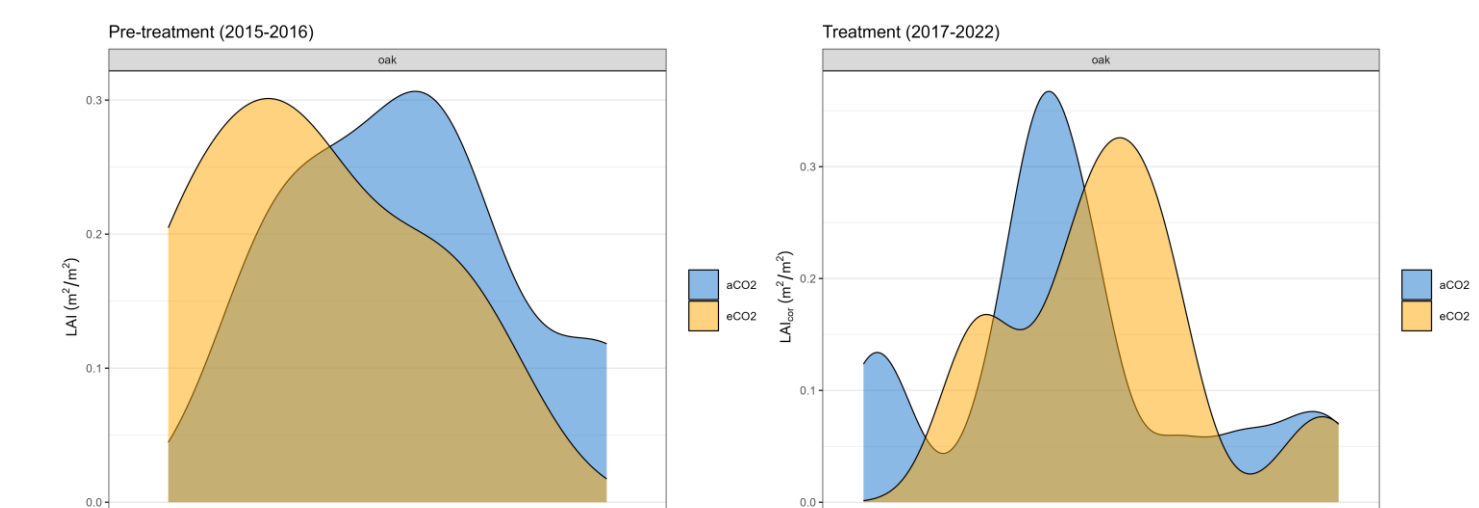 Pre-treatment (2015-2016)
oak
0.3
0.2
0.1
0.0
LAI (m²/m²)
aCO2
eCO2
Treatment (2017-2022)
oak
0.3
0.2
0.1
0.0
LAIcor (m²/m²)
aCO2
eCO2